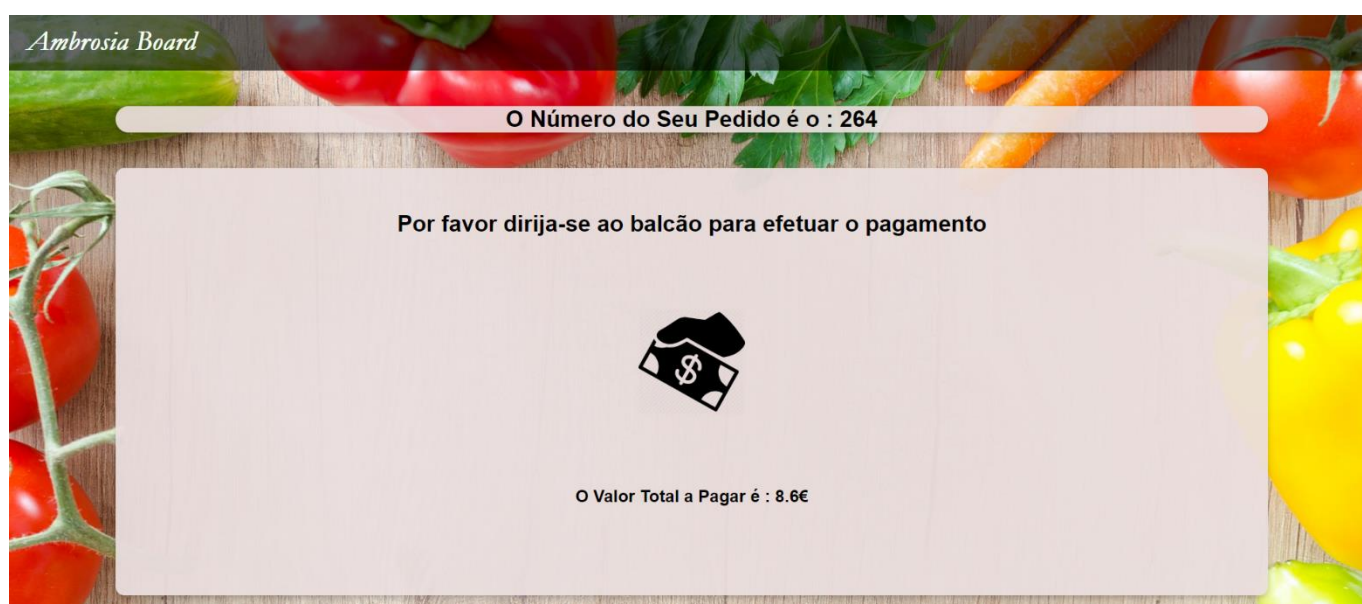 Ambrosia Board
O Número do Seu Pedido é o : 264
Por favor dirija-se ao balcão para efetuar o pagamento
$
O Valor Total a Pagar é : 8.6€